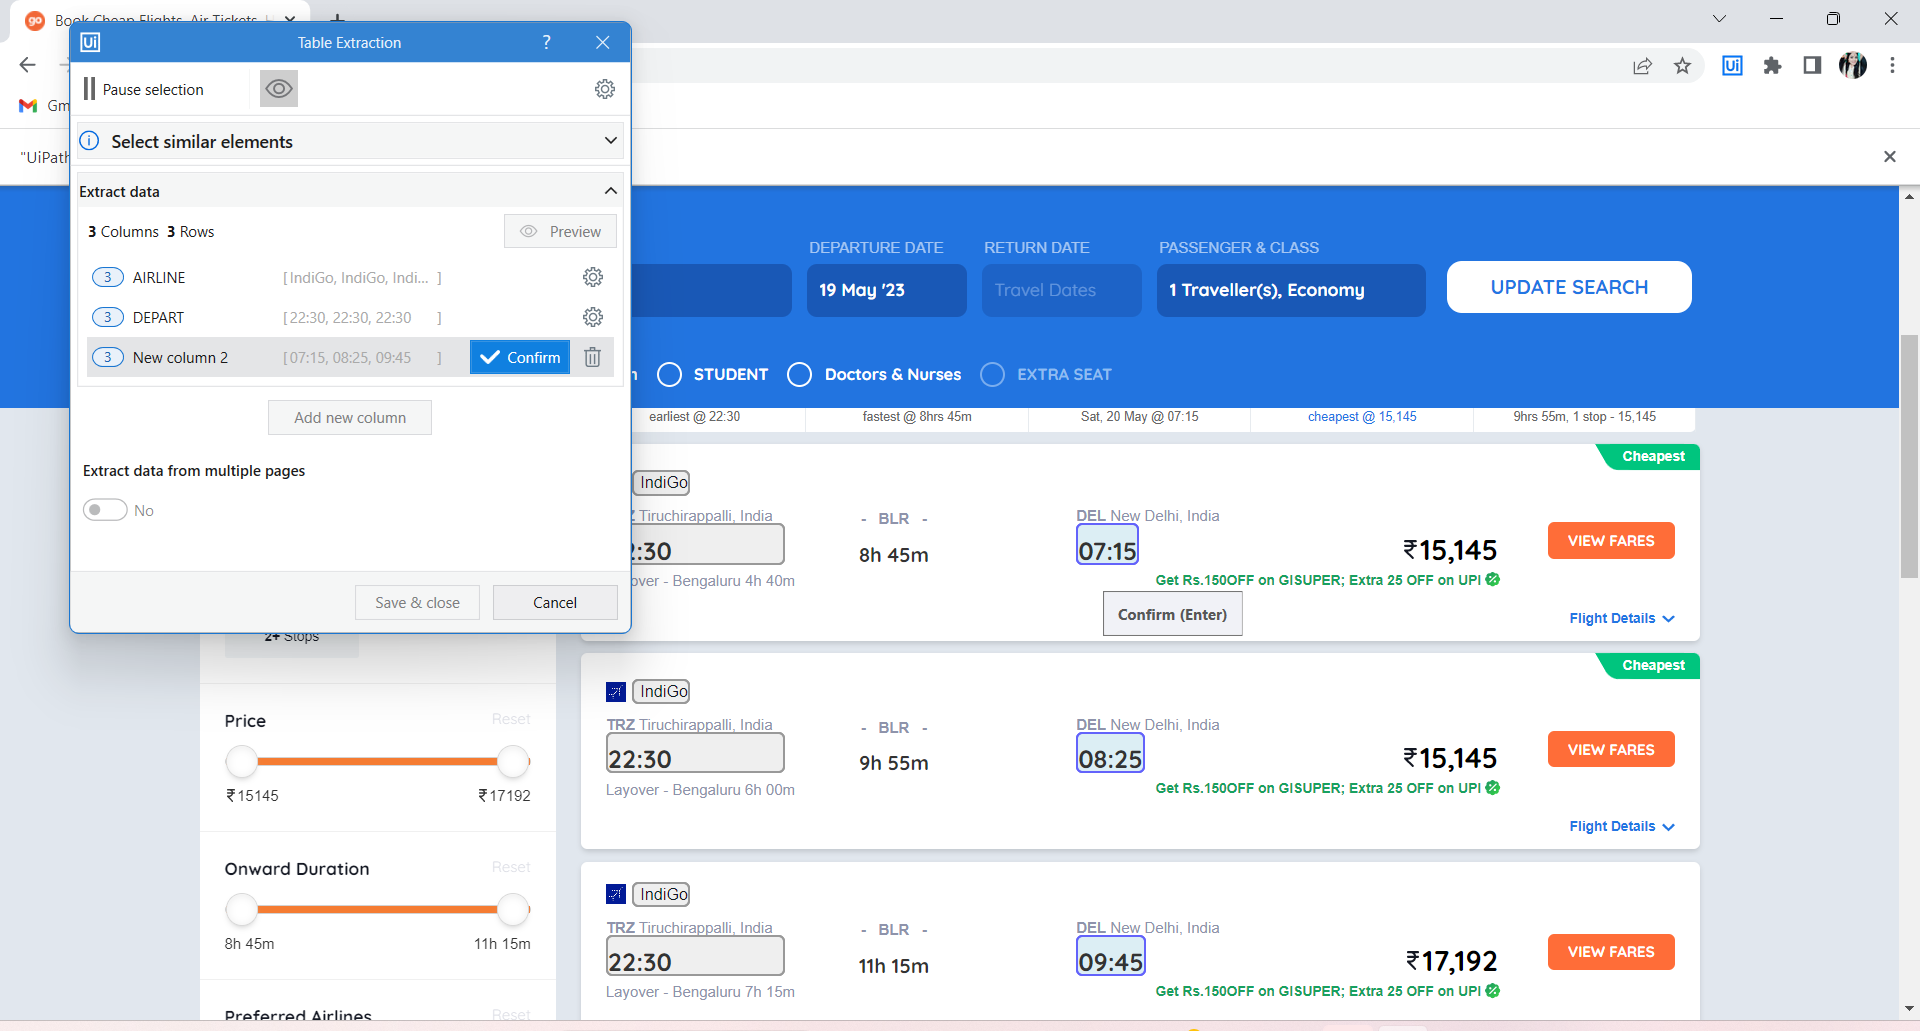 go Book Cheap Flights, Air Tickets
Ui Table Extraction ?
Pause selection
Ui
Gm
Select similar elements
"UiPath
Extract data
3 Columns 3 Rows
Preview
3 AIRLINE [ IndiGo, IndiGo, Indi... ]
3 DEPART [ 22:30, 22:30, 22:30 ]
3 New column 2 [ 07:15, 08:25, 09:45 ]
Confirm
Add new column
Extract data from multiple pages
No
Save & close
Cancel
DEPARTURE DATE
RETURN DATE
PASSENGER & CLASS
19 May '23
Travel Dates
1 Traveller(s), Economy
UPDATE SEARCH
STUDENT
Doctors & Nurses
EXTRA SEAT
earliest @ 22:30
fastest @ 8hrs 45m
Sat, 20 May @ 07:15
cheapest @ 15,145
9hrs 55m, 1 stop - 15,145
Cheapest
IndiGo
Tiruchirappalli, India
- BLR -
DEL New Delhi, India
:30
8h 45m
07:15
₹15,145
VIEW FARES
over - Bengaluru 4h 40m
Get Rs.150OFF on GISUPER; Extra 25 OFF on UPI
Confirm (Enter)
Flight Details
2+ Stops
Cheapest
IndiGo
TRZ Tiruchirappalli, India
- BLR -
DEL New Delhi, India
22:30
9h 55m
08:25
₹15,145
VIEW FARES
Layover - Bengaluru 6h 00m
Get Rs.150OFF on GISUPER; Extra 25 OFF on UPI
Flight Details
Price
Reset
₹15145
₹17192
Onward Duration
Reset
8h 45m
11h 15m
IndiGo
TRZ Tiruchirappalli, India
- BLR -
DEL New Delhi, India
22:30
11h 15m
09:45
₹17,192
VIEW FARES
Layover - Bengaluru 7h 15m
Get Rs.150OFF on GISUPER; Extra 25 OFF on UPI
Preferred Airlines
Reset